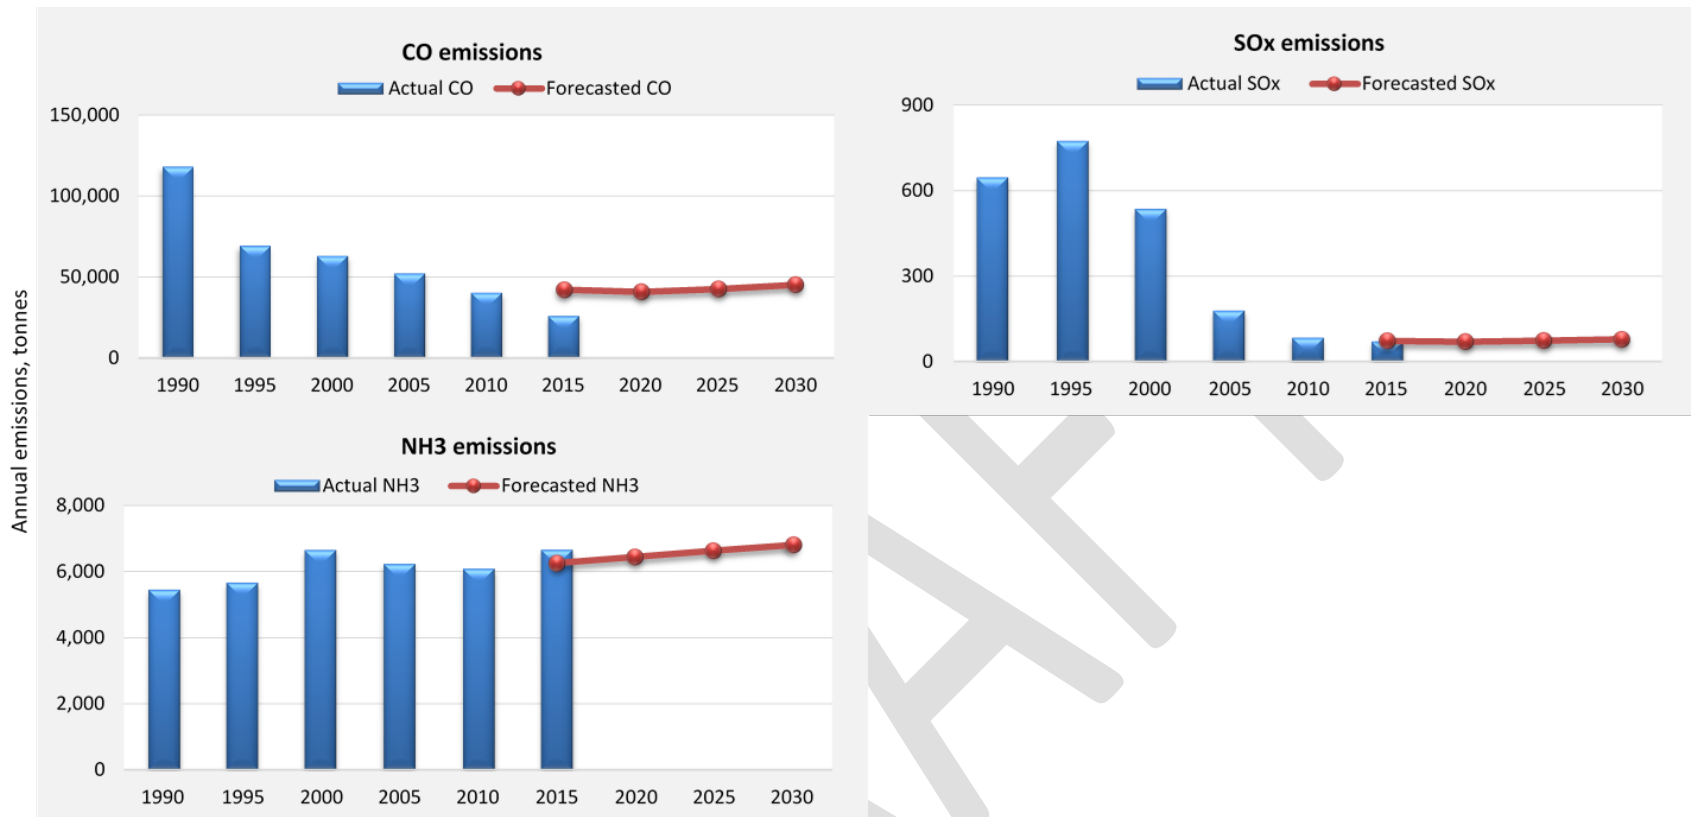 Annual emissions, tonnes
CO emissions
Actual CO Forecasted CO
150,000
100,000
50,000
0
1990 1995 2000 2005 2010 2015 2020 2025 2030
SOx emissions
Actual SOx Forecasted SOx
900
600
300
0
1990 1995 2000 2005 2010 2015 2020 2025 2030
NH3 emissions
Actual NH3 Forecasted NH3
8,000
6,000
4,000
2,000
0
1990 1995 2000 2005 2010 2015 2020 2025 2030